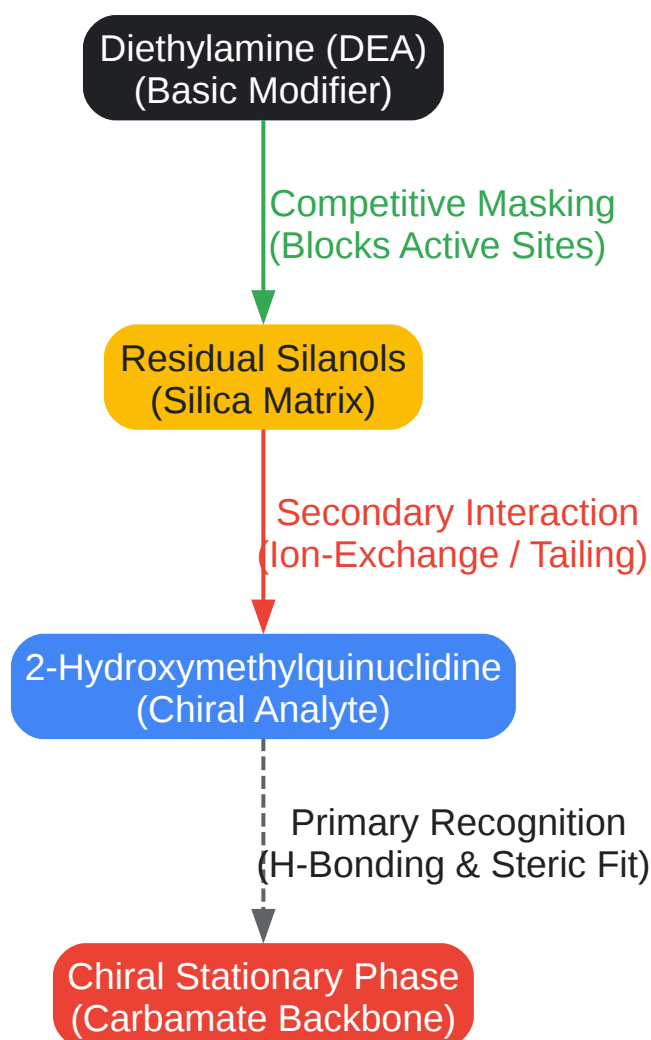 Diethylamine (DEA)
(Basic Modifier)
Competitive Masking
(Blocks Active Sites)
Residual Silanols
(Silica Matrix)
Secondary Interaction
(Ion-Exchange / Tailing)
2-Hydroxymethylquinuclidine
(Chiral Analyte)
Primary Recognition
(H-Bonding & Steric Fit)
Chiral Stationary Phase
(Carbamate Backbone)